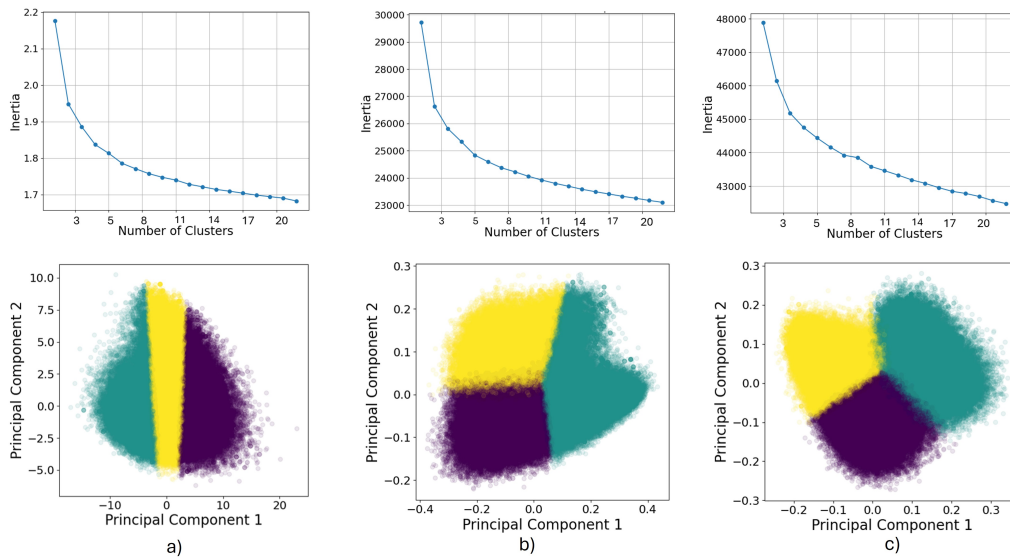 2.2
2.1
2.0
1.9
1.8
1.7
Inertia
3 5 8 11 14 17 20
Number of Clusters
30000
29000
28000
27000
26000
25000
24000
23000
Inertia
3 5 8 11 14 17 20
Number of Clusters
48000
47000
46000
45000
44000
43000
Inertia
3 5 8 11 14 17 20
Number of Clusters
10.0
7.5
5.0
2.5
0.0
−2.5
−5.0
Principal Component 2
−10 0 10 20
Principal Component 1
a)
0.3
0.2
0.1
0.0
−0.1
−0.2
Principal Component 2
−0.4 −0.2 0.0 0.2 0.4
Principal Component 1
b)
0.3
0.2
0.1
0.0
−0.1
−0.2
−0.3
Principal Component 2
−0.2 −0.1 0.0 0.1 0.2 0.3
Principal Component 1
c)